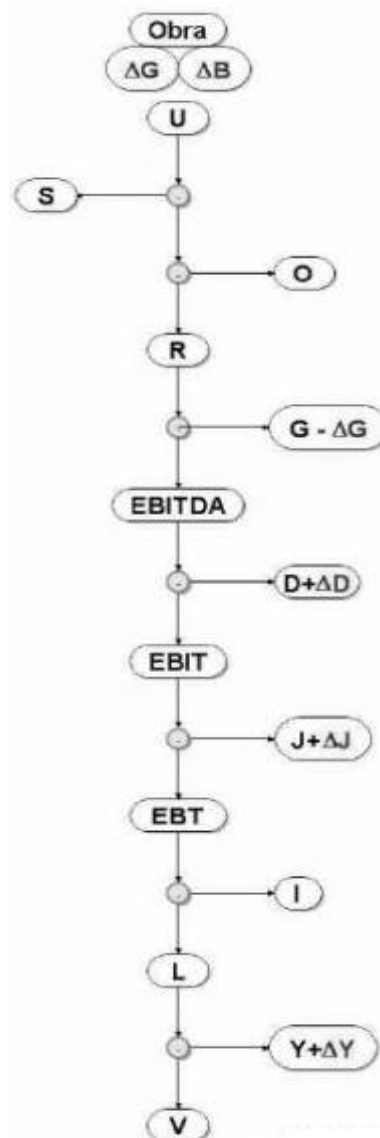 Obra
ΔG ΔB
U
S
O
R
G - ΔG
EBITDA
D+ΔD
EBIT
J+ΔJ
EBT
I
L
Y+ΔY
V